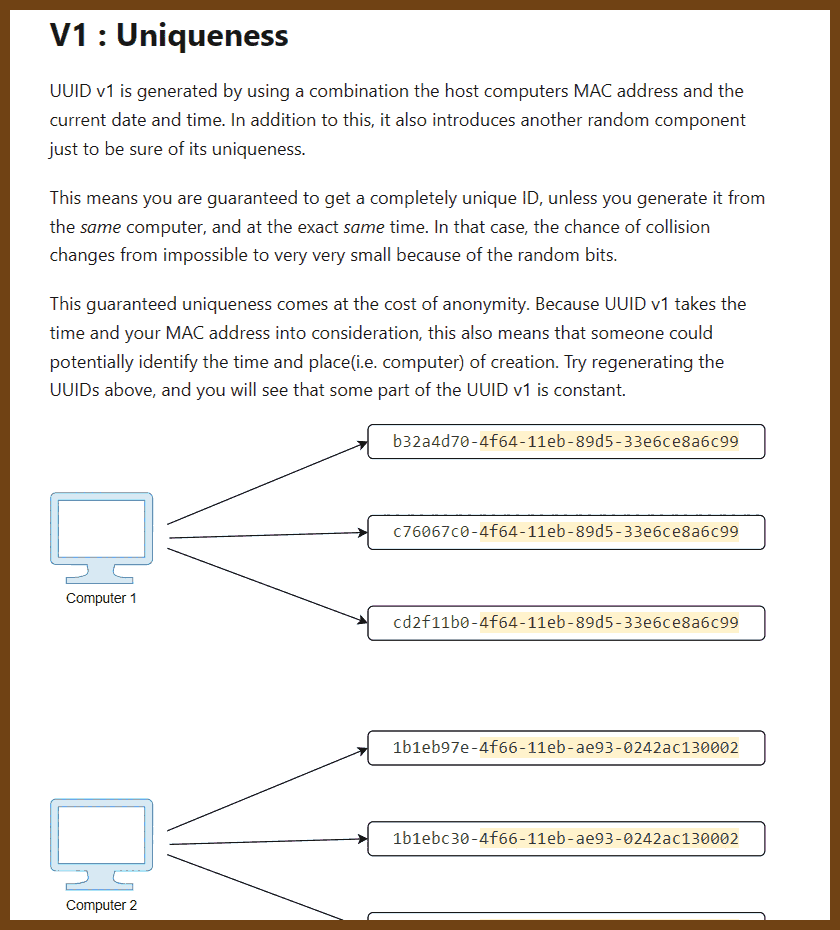 V1 : Uniqueness
UUID v1 is generated by using a combination the host computers MAC address and the
current date and time. In addition to this, it also introduces another random component
just to be sure of its uniqueness.
This means you are guaranteed to get a completely unique ID, unless you generate it from
the same computer, and at the exact same time. In that case, the chance of collision
changes from impossible to very very small because of the random bits.
This guaranteed uniqueness comes at the cost of anonymity. Because UUID v1 takes the
time and your MAC address into consideration, this also means that someone could
potentially identify the time and place(i.e. computer) of creation. Try regenerating the
UUIDs above, and you will see that some part of the UUID v1 is constant.
b32a4d70-4f64-11eb-89d5-33e6ce8a6c99
c76067c0-4f64-11eb-89d5-33e6ce8a6c99
Computer 1
cd2f11b0-4f64-11eb-89d5-33e6ce8a6c99
1b1eb97e-4f66-11eb-ae93-0242ac130002
1b1ebc30-4f66-11eb-ae93-0242ac130002
Computer 2